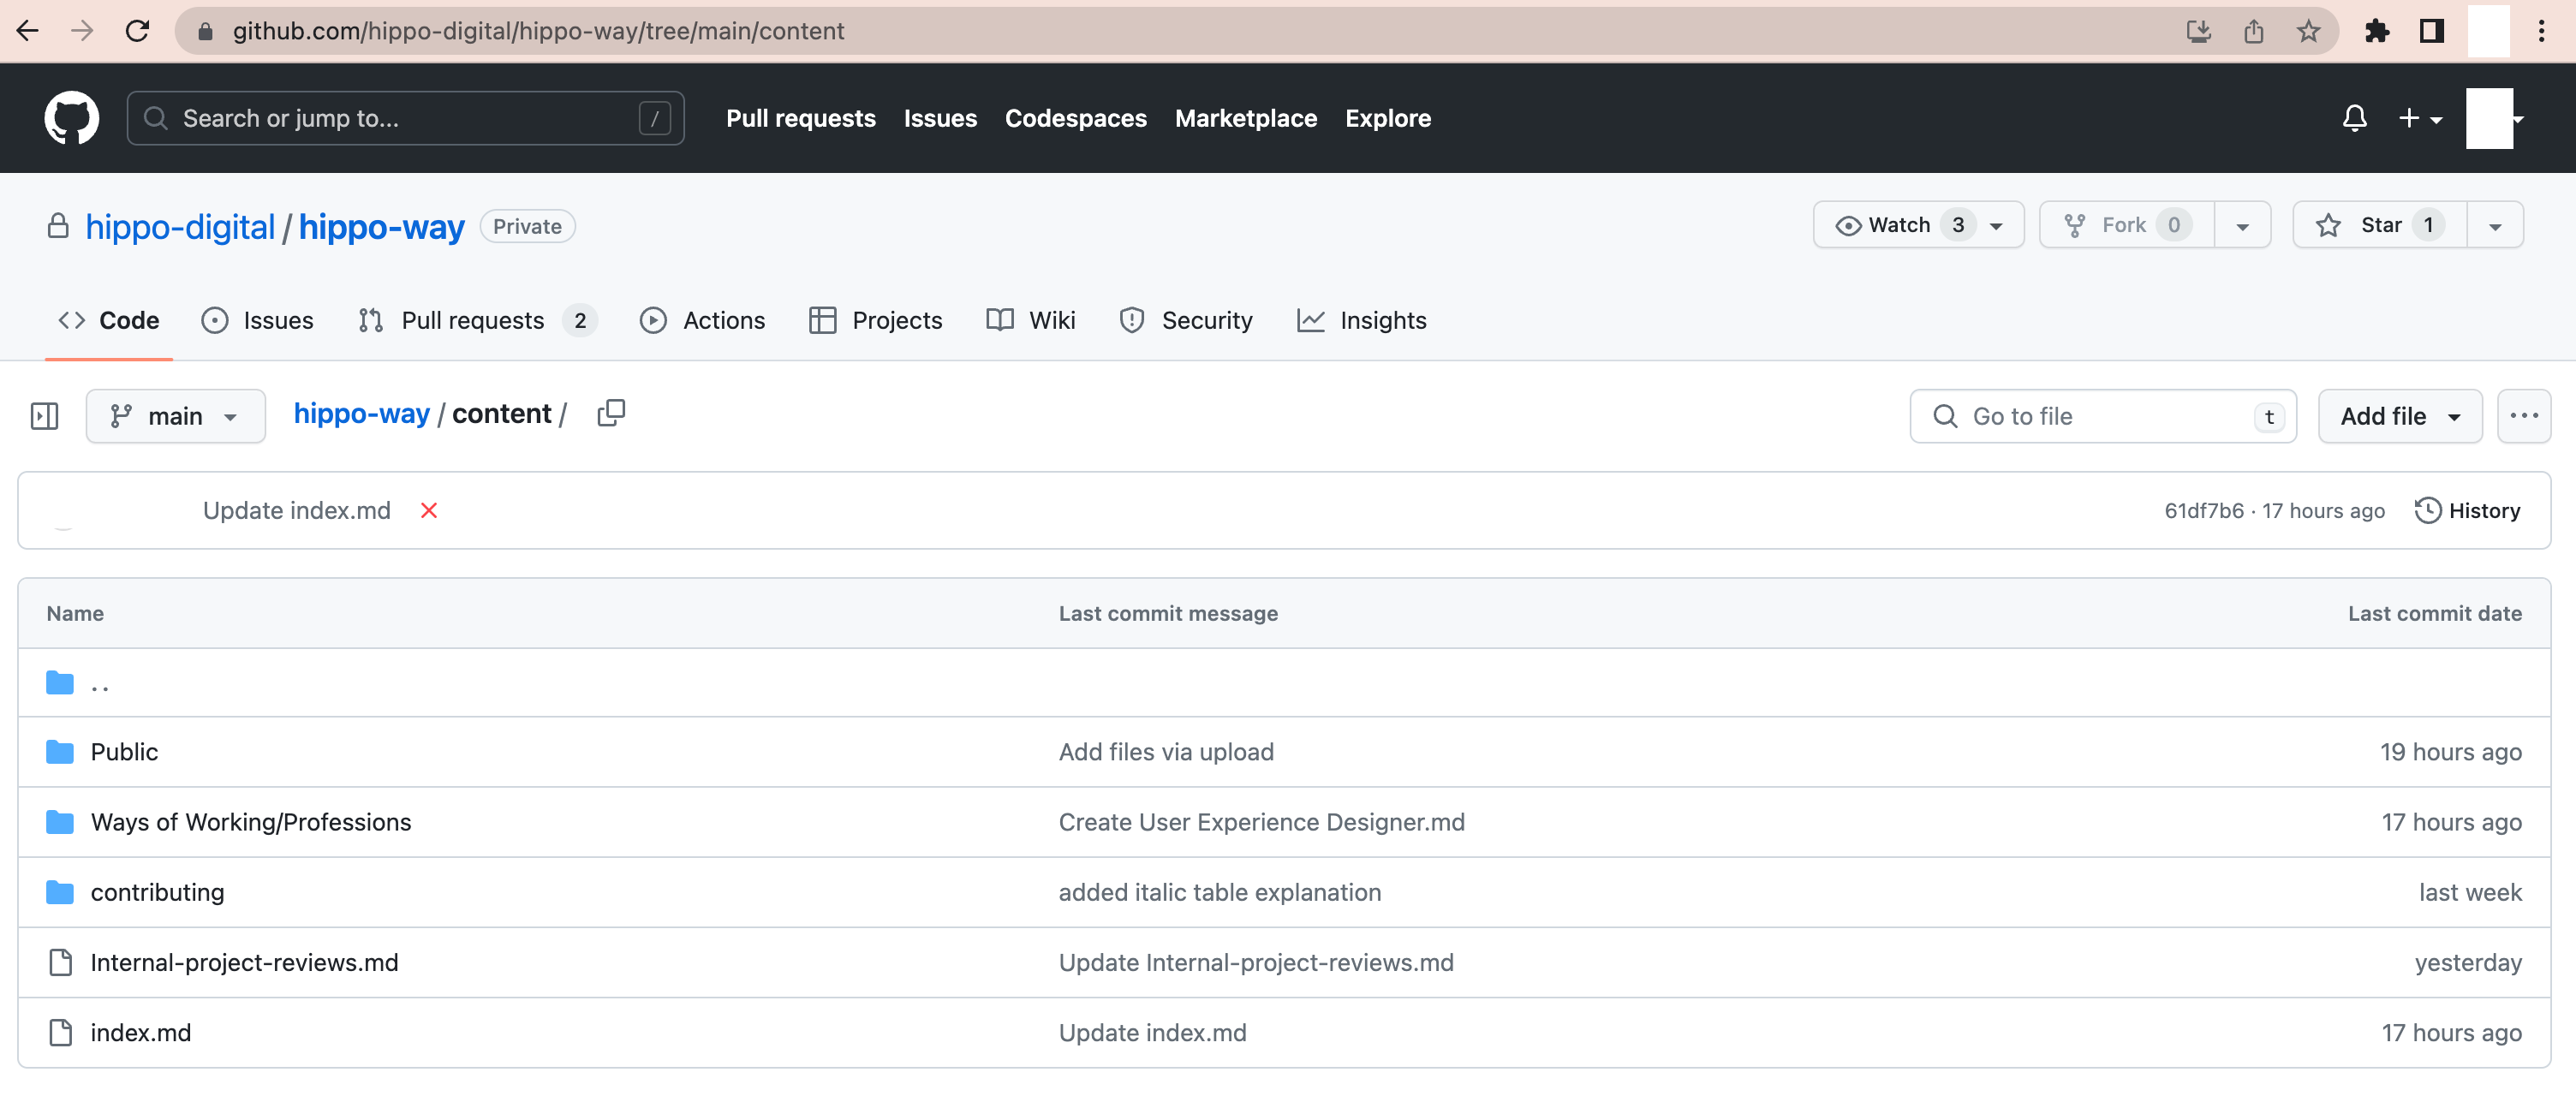 github.com/hippo-digital/hippo-way/tree/main/content
Search or jump to... / Pull requests Issues Codespaces Marketplace Explore
hippo-digital / hippo-way Private Watch 3 Fork 0 Star 1
Code Issues Pull requests 2 Actions Projects Wiki Security Insights
main hippo-way / content / Go to file t Add file
Update index.md 61df7b6 · 17 hours ago History
Name Last commit message Last commit date
..
Public Add files via upload 19 hours ago
Ways of Working/Professions Create User Experience Designer.md 17 hours ago
contributing added italic table explanation last week
Internal-project-reviews.md Update Internal-project-reviews.md yesterday
index.md Update index.md 17 hours ago